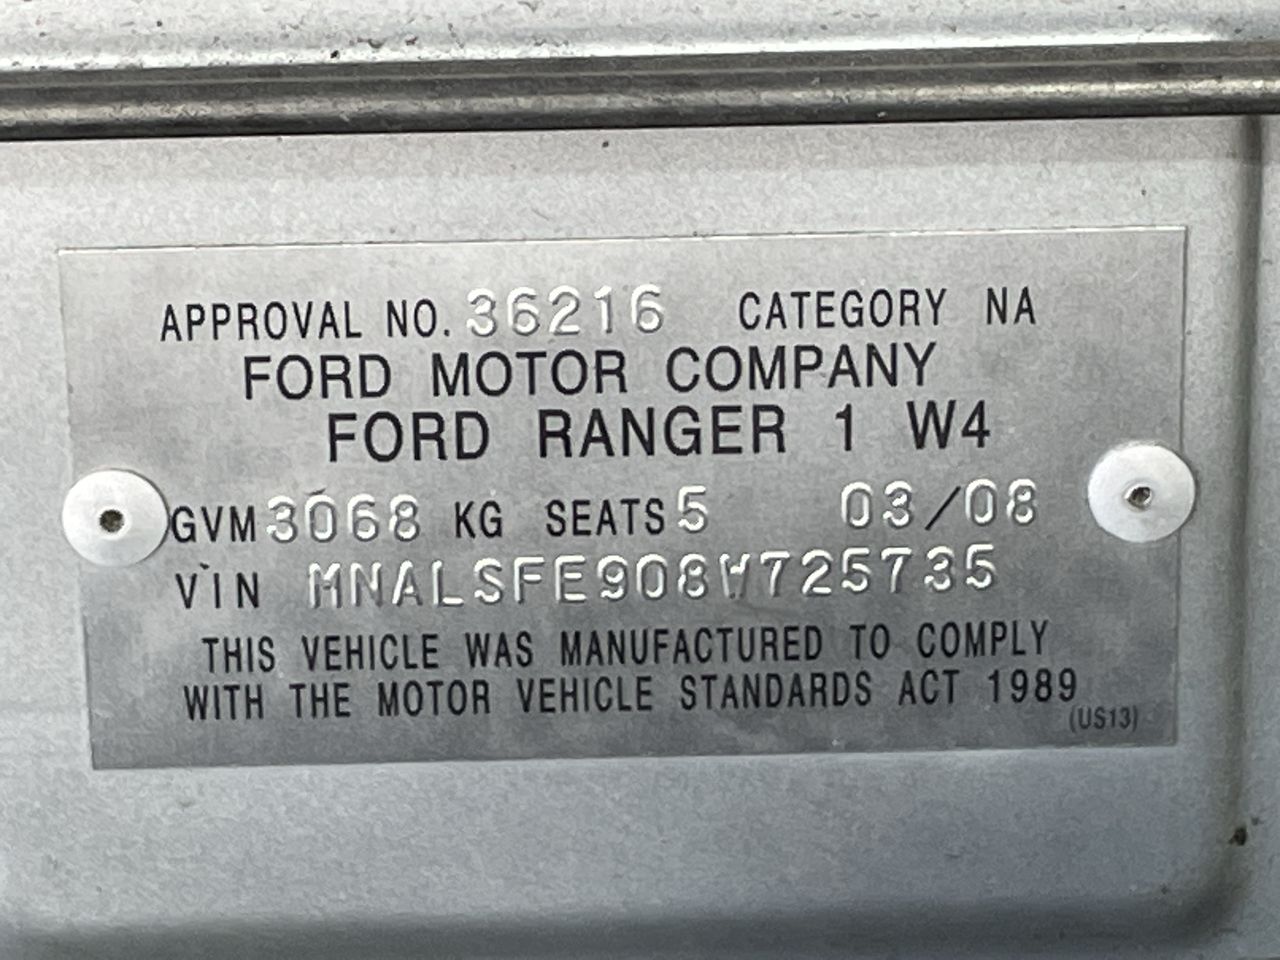 APPROVAL NO. 36216 CATEGORY NA
FORD MOTOR COMPANY
FORD RANGER 1 W4
GVM 3068 KG SEATS 5 03/08
VIN MNALSFE908W725735
THIS VEHICLE WAS MANUFACTURED TO COMPLY
WITH THE MOTOR VEHICLE STANDARDS ACT 1989
(US13)